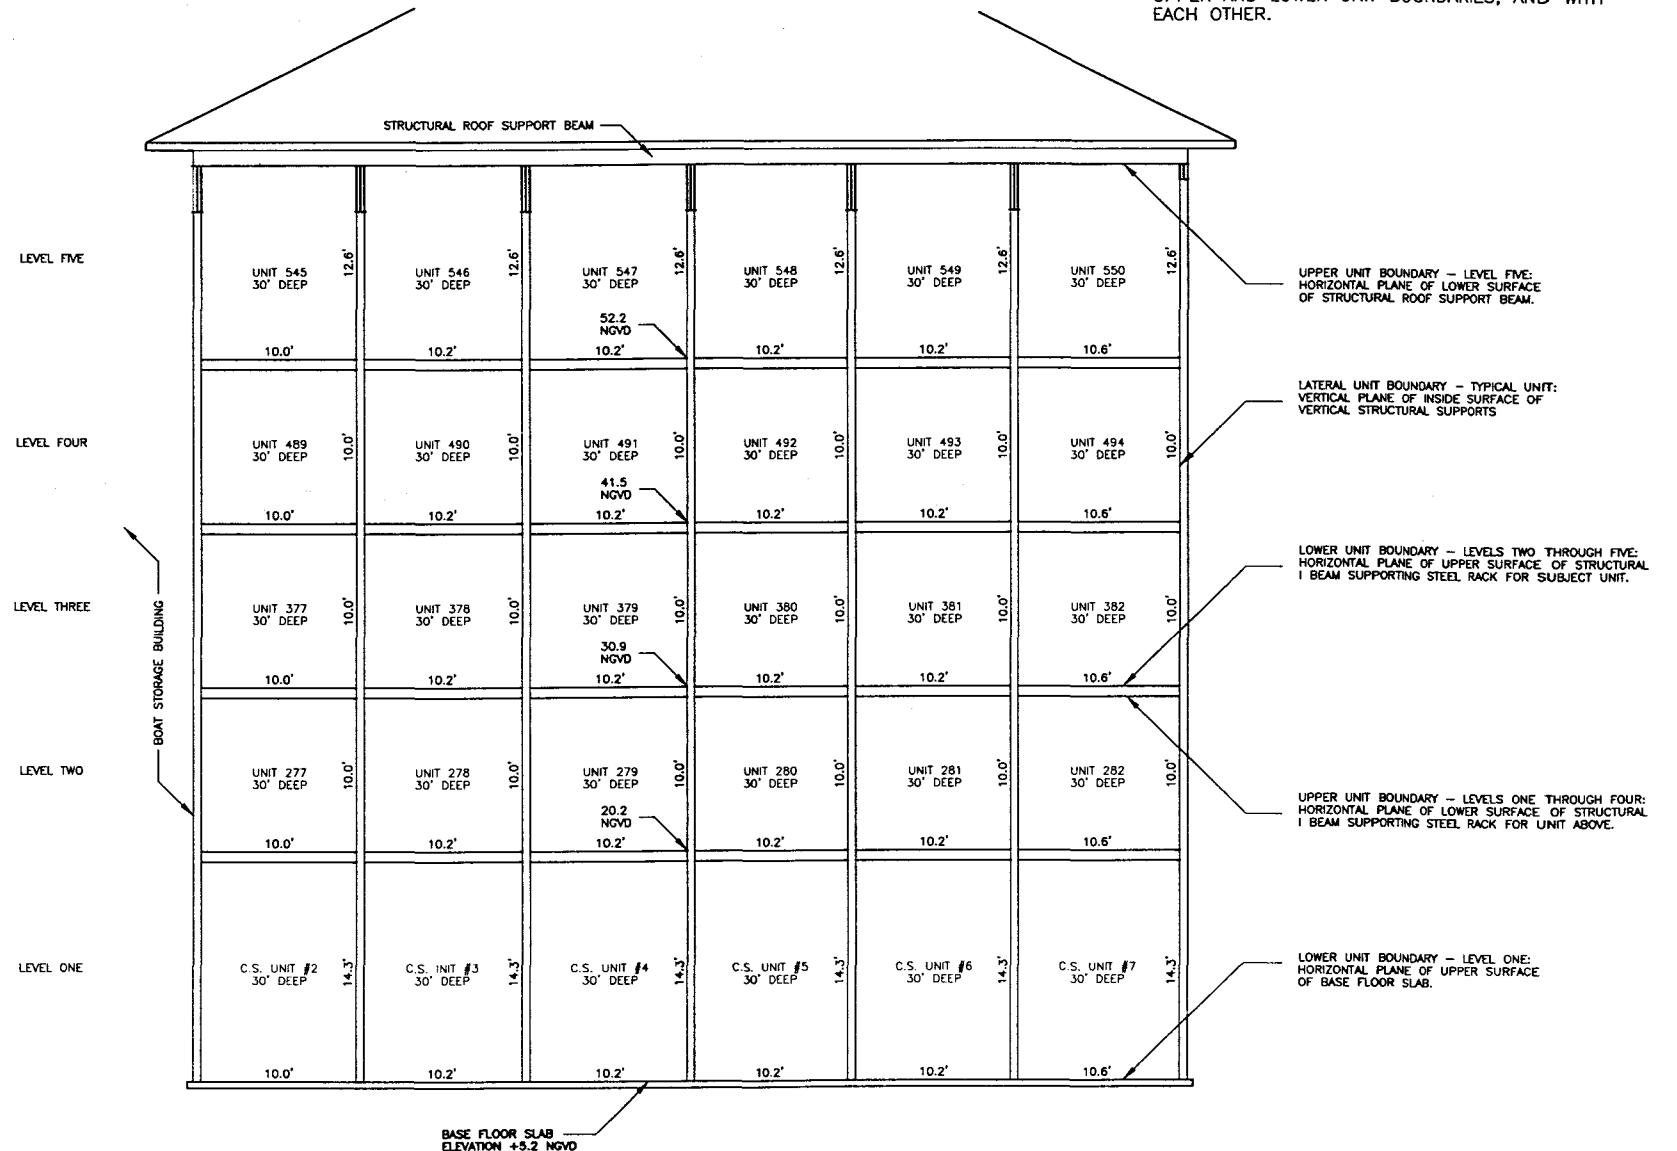 EACH OTHER.
STRUCTURAL ROOF SUPPORT BEAM
LEVEL FIVE
UNIT 545
30' DEEP
12.6'
UNIT 546
30' DEEP
12.6'
UNIT 547
30' DEEP
12.6'
UNIT 548
30' DEEP
12.6'
UNIT 549
30' DEEP
12.6'
UNIT 550
30' DEEP
12.6'
UPPER UNIT BOUNDARY – LEVEL FIVE:
HORIZONTAL PLANE OF LOWER SURFACE
OF STRUCTURAL ROOF SUPPORT BEAM.
52.2
NGVD
10.0'
10.2'
10.2'
10.2'
10.2'
10.6'
LATERAL UNIT BOUNDARY – TYPICAL UNIT:
VERTICAL PLANE OF INSIDE SURFACE OF
VERTICAL STRUCTURAL SUPPORTS
LEVEL FOUR
UNIT 489
30' DEEP
10.0'
UNIT 490
30' DEEP
10.0'
UNIT 491
30' DEEP
10.0'
UNIT 492
30' DEEP
10.0'
UNIT 493
30' DEEP
10.0'
UNIT 494
30' DEEP
10.0'
41.5
NGVD
10.0'
10.2'
10.2'
10.2'
10.2'
10.6'
LOWER UNIT BOUNDARY – LEVELS TWO THROUGH FIVE:
HORIZONTAL PLANE OF UPPER SURFACE OF STRUCTURAL
I BEAM SUPPORTING STEEL RACK FOR SUBJECT UNIT.
LEVEL THREE
BOAT STORAGE BUILDING
UNIT 377
30' DEEP
10.0'
UNIT 378
30' DEEP
10.0'
UNIT 379
30' DEEP
10.0'
UNIT 380
30' DEEP
10.0'
UNIT 381
30' DEEP
10.0'
UNIT 382
30' DEEP
10.0'
30.9
NGVD
10.0'
10.2'
10.2'
10.2'
10.2'
10.6'
LEVEL TWO
UNIT 277
30' DEEP
10.0'
UNIT 278
30' DEEP
10.0'
UNIT 279
30' DEEP
10.0'
UNIT 280
30' DEEP
10.0'
UNIT 281
30' DEEP
10.0'
UNIT 282
30' DEEP
10.0'
UPPER UNIT BOUNDARY – LEVELS ONE THROUGH FOUR:
HORIZONTAL PLANE OF LOWER SURFACE OF STRUCTURAL
I BEAM SUPPORTING STEEL RACK FOR UNIT ABOVE.
20.2
NGVD
10.0'
10.2'
10.2'
10.2'
10.2'
10.6'
LEVEL ONE
C.S. UNIT #2
30' DEEP
14.3'
C.S. INIT #3
30' DEEP
14.3'
C.S. UNIT #4
30' DEEP
14.3'
C.S. UNIT #5
30' DEEP
14.3'
C.S. UNIT #6
30' DEEP
14.3'
C.S. UNIT #7
30' DEEP
14.3'
LOWER UNIT BOUNDARY – LEVEL ONE:
HORIZONTAL PLANE OF UPPER SURFACE
OF BASE FLOOR SLAB.
10.0'
10.2'
10.2'
10.2'
10.2'
10.6'
BASE FLOOR SLAB
ELEVATION +5.2 NGVD